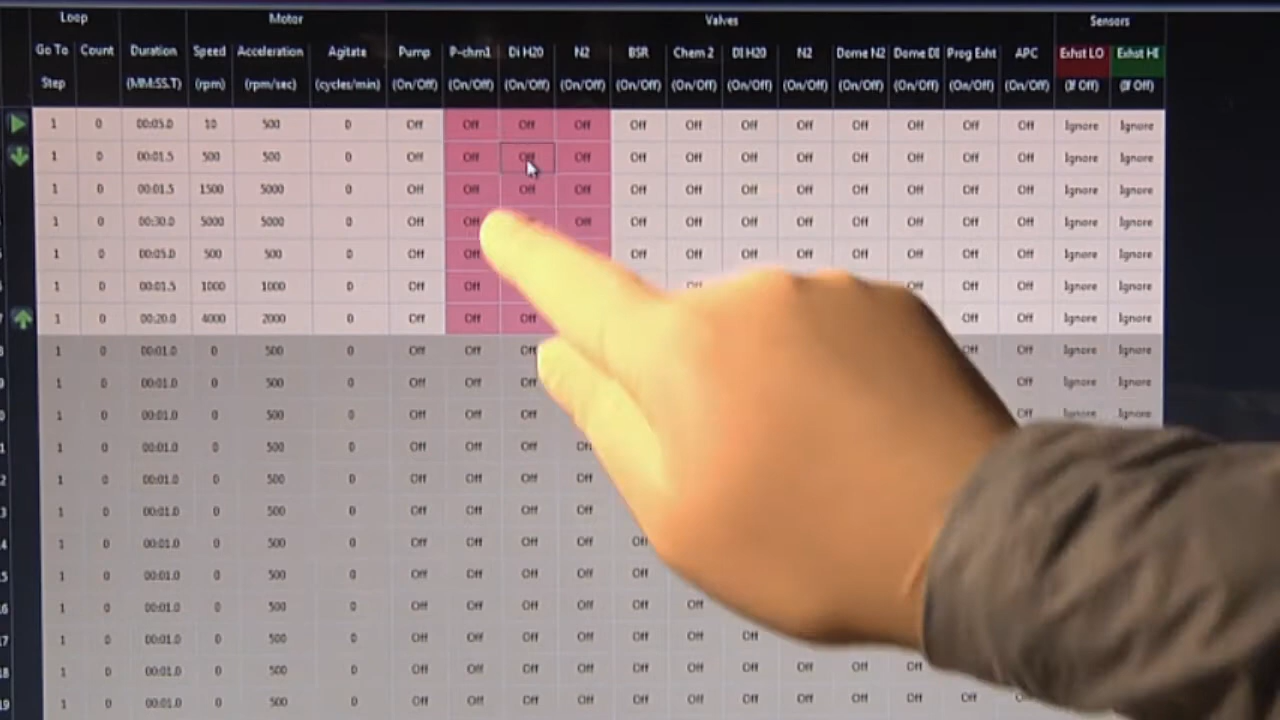 Loop Motor Valves Sensors
Go To Count Duration Speed Acceleration Agitate Pump P-chm1 Di H20 N2 BSR Chem 2 DI H20 N2 Dome N2 Dome DI Prog Exht APC Exhst LO Exhst HI
Step (MM:SS.T) (rpm) (rpm/sec) (cycles/min) (On/Off) (On/Off) (On/Off) (On/Off) (On/Off) (On/Off) (On/Off) (On/Off) (On/Off) (On/Off) (On/Off) (On/Off) (If Off) (If Off)
1 0 00:05.0 10 500 0 Off Off Off Off Off Off Off Off Off Off Off Off Ignore Ignore
1 0 00:01.5 500 500 0 Off Off Off Off Off Off Off Off Off Off Off Ignore Ignore
1 0 00:01.5 1500 5000 0 Off Off Off Off Off Off Off Off Off Off Off Off Ignore Ignore
1 0 00:30.0 5000 5000 0 Off Off Off Off Off Off Off Off Off Off Off Ignore Ignore
1 0 00:05.0 500 500 0 Off Off Off Off Off Off Off Off Off Off Ignore Ignore
1 0 00:01.5 1000 1000 0 Off Off Off Off Off Off Ignore Ignore
1 0 00:20.0 4000 2000 0 Off Off Off Off Off Ignore Ignore
1 0 00:01.0 0 500 0 Off Off Off Off Off Ignore Ignore
1 0 00:01.0 0 500 0 Off Off Off Off Ignore Ignore
1 0 00:01.0 0 500 0 Off Off Off Off Ignore Ignore
1 0 00:01.0 0 500 0 Off Off Off Off
1 0 00:01.0 0 500 0 Off Off Off Off
1 0 00:01.0 0 500 0 Off Off Off Off
1 0 00:01.0 0 500 0 Off Off Off Off Off
1 0 00:01.0 0 500 0 Off Off Off Off Off
1 0 00:01.0 0 500 0 Off Off Off Off Off Off
1 0 00:01.0 0 500 0 Off Off Off Off Off Off Off
1 0 00:01.0 0 500 0 Off Off Off Off Off Off Off Off Off Off
1 0 00:01.0 0 500 0 Off Off Off Off Off Off Off Off Off Off Off